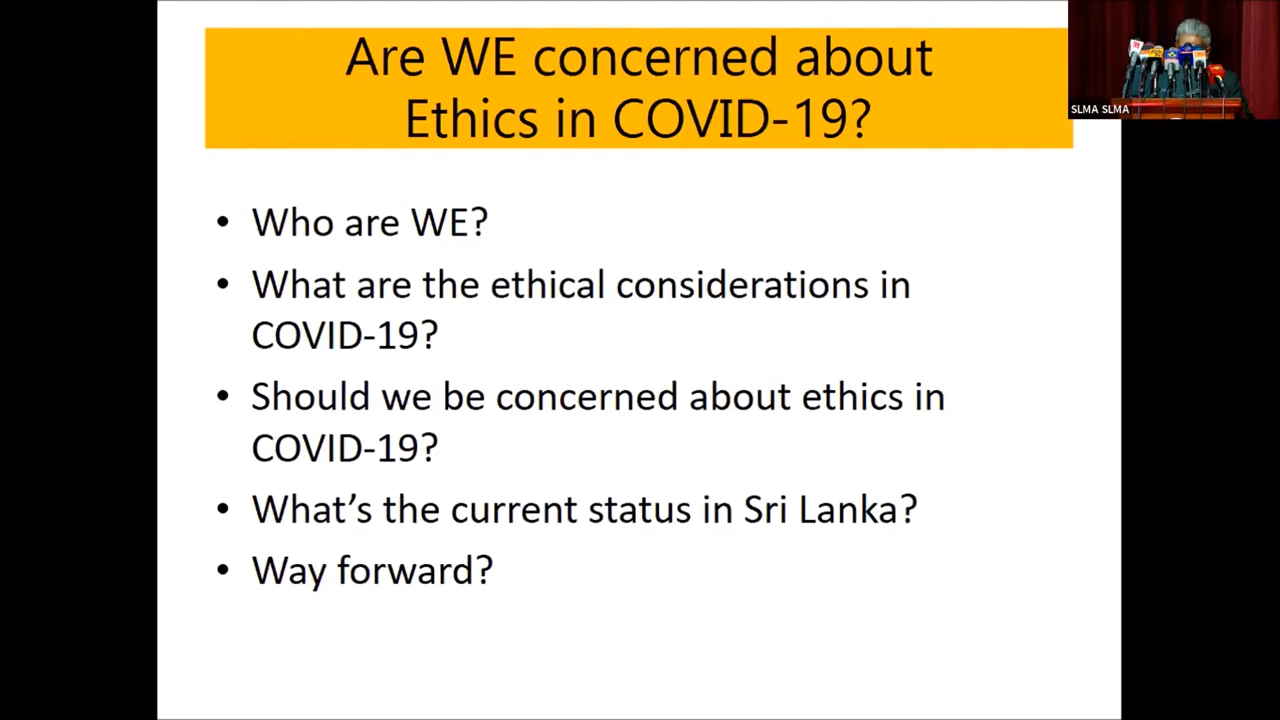 Are WE concerned about
Ethics in COVID-19?
SLMA SLMA
• Who are WE?
• What are the ethical considerations in
COVID-19?
• Should we be concerned about ethics in
COVID-19?
• What’s the current status in Sri Lanka?
• Way forward?